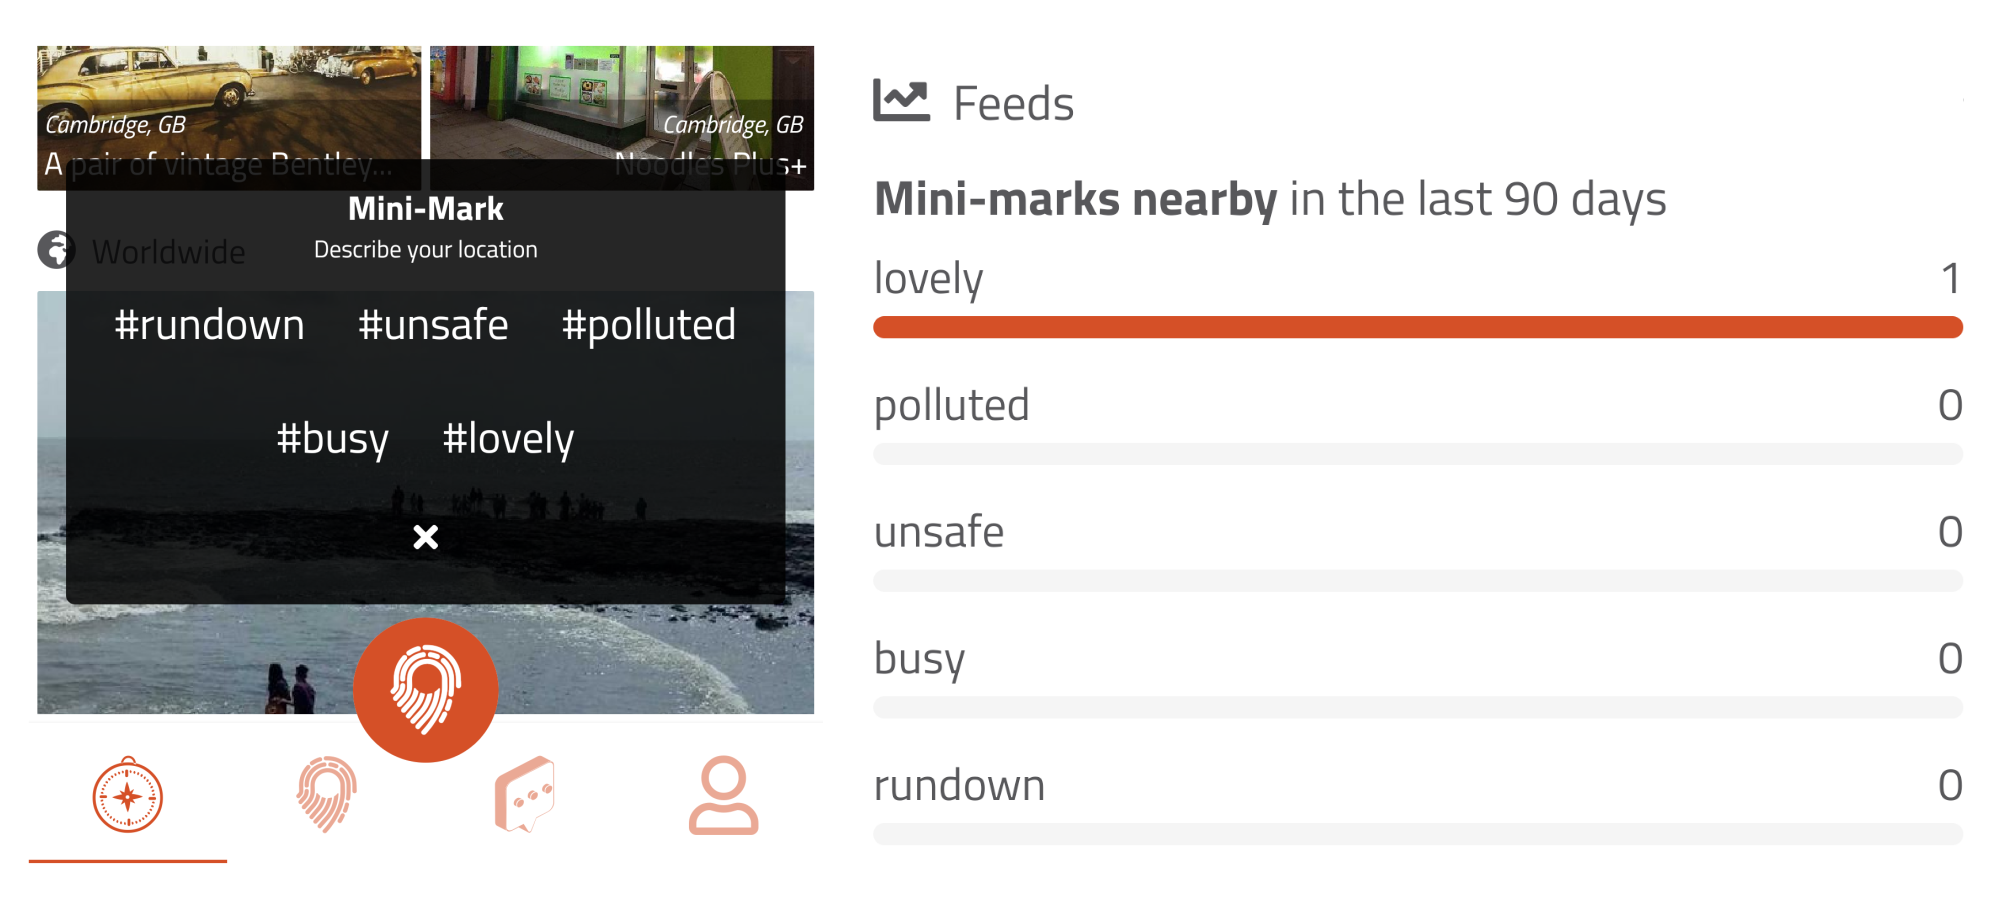 Cambridge, GB
A pair of vintage Bentley...
Cambridge, GB
Noodles Plus+
Worldwide
Mini-Mark
Describe your location
#rundown #unsafe #polluted
#busy #lovely
Feeds
Mini-marks nearby in the last 90 days
lovely 1
polluted 0
unsafe 0
busy 0
rundown 0